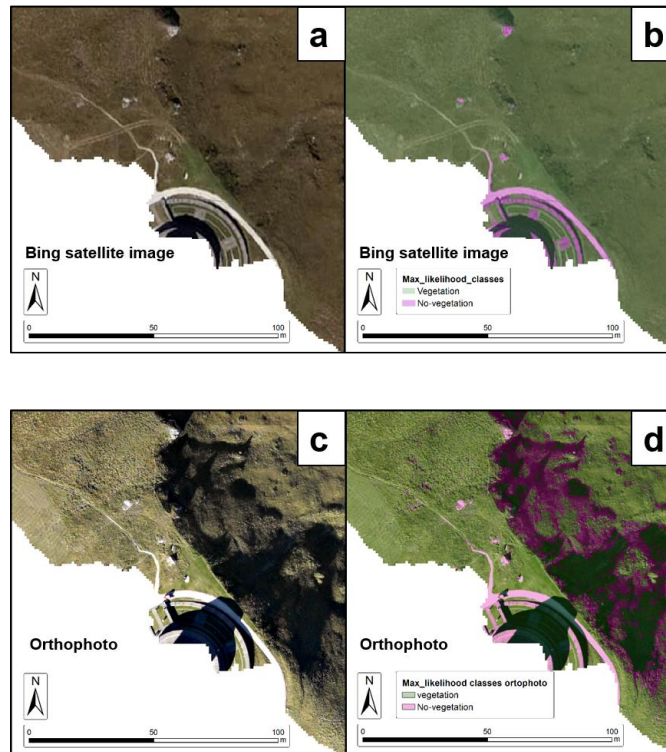 a
Bing satellite image
N
0 50 100
m
b
Bing satellite image
N
Max_likelihood_classes
Vegetation
No-vegetation
0 50 100
m
c
Orthophoto
N
0 50 100
m
d
Orthophoto
N
Max_likelihood classes ortophoto
vegetation
No-vegetation
0 50 100
m